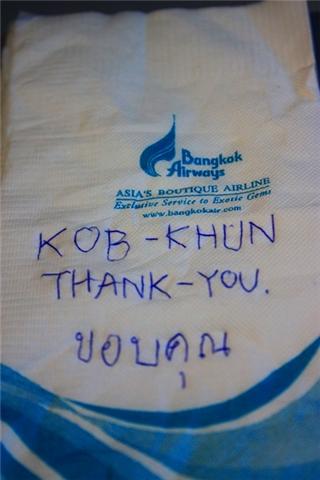 Bangkok
Airways
ASIA'S BOUTIQUE AIRLINE
Exclusive Service to Exotic Gems
www.bangkokair.com
KOB-KHUN
THANK-YOU.
ขอบคุณ